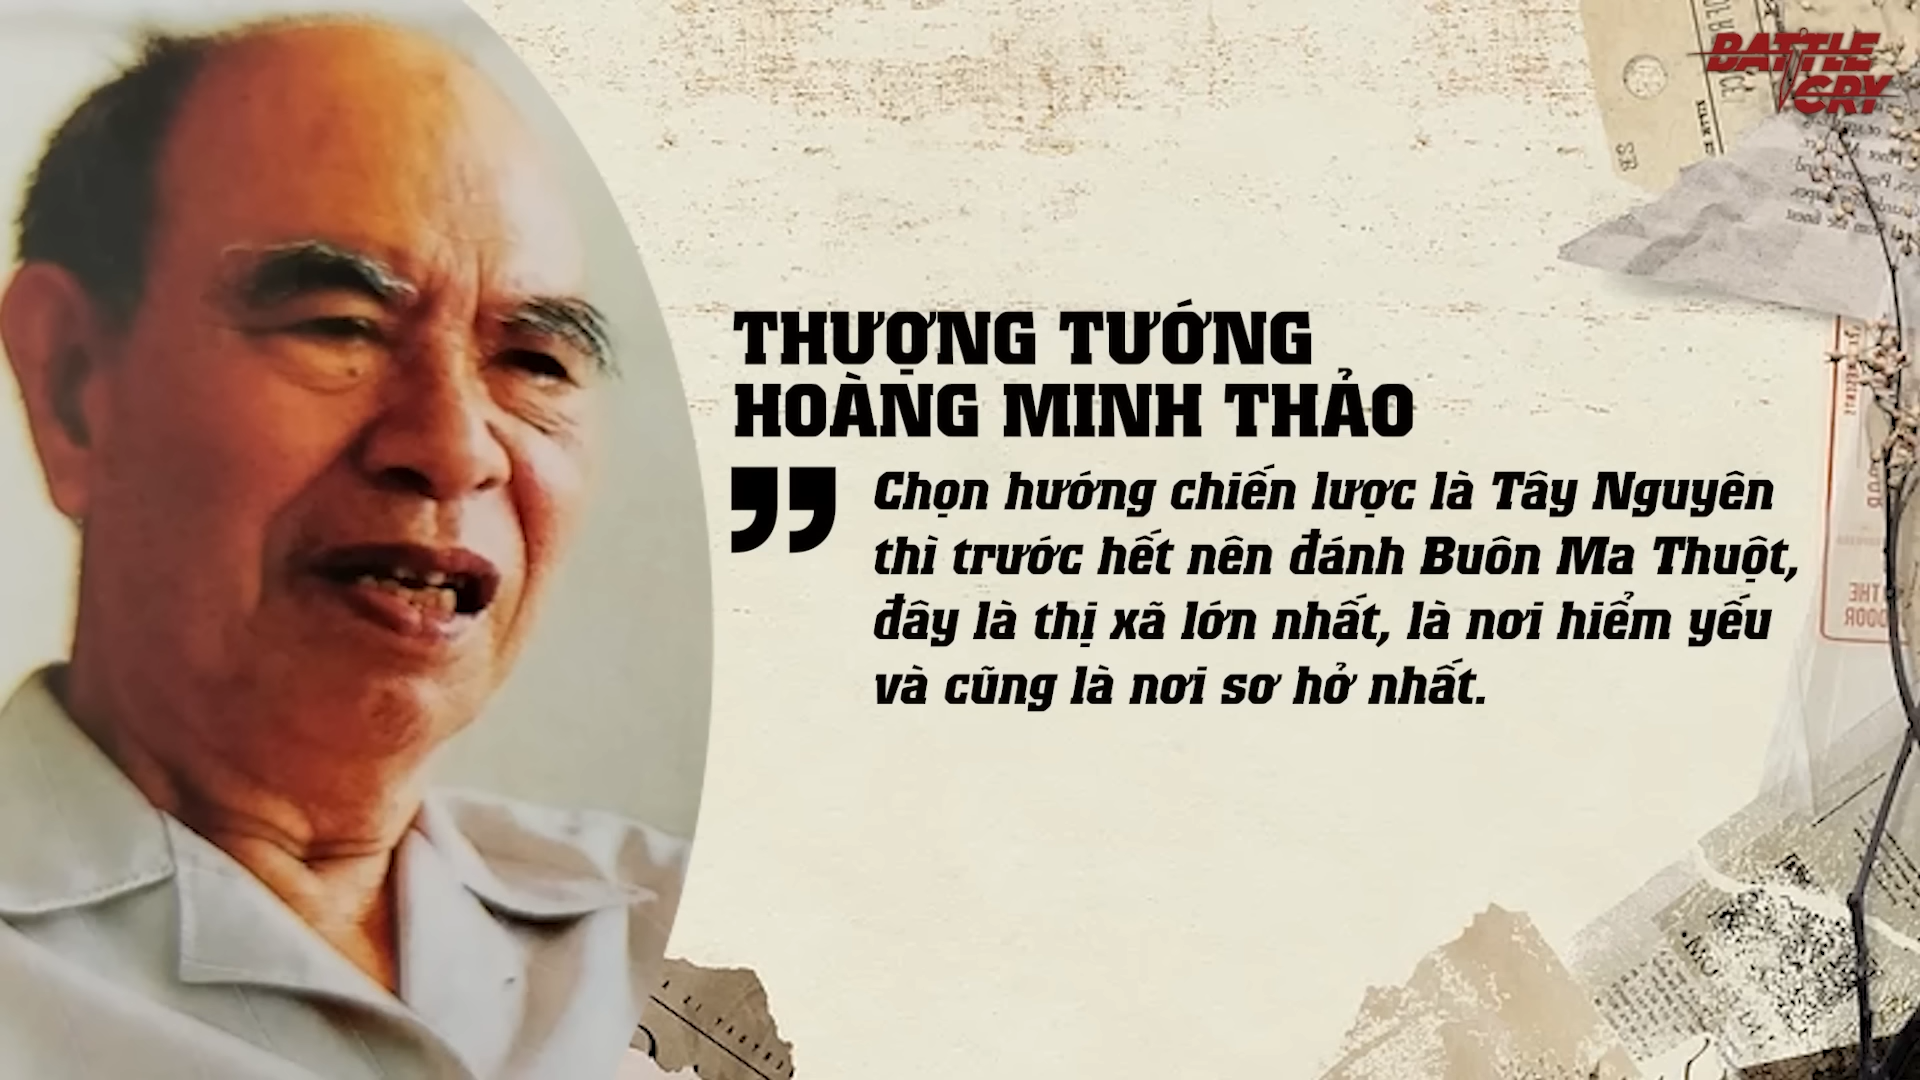 BATTLE
CRY
THƯỢNG TƯỚNG
HOÀNG MINH THẢO
” Chọn hướng chiến lược là Tây Nguyên
thì trước hết nên đánh Buôn Ma Thuột,
đây là thị xã lớn nhất, là nơi hiểm yếu
và cũng là nơi sơ hở nhất.
THE
DOOR